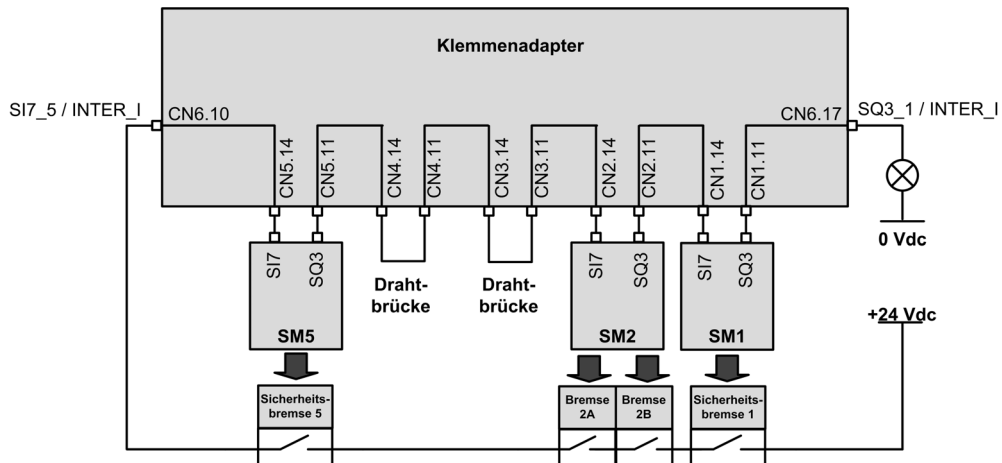 Klemmenadapter
SI7_5 / INTER_I
CN6.10
CN6.17
SQ3_1 / INTER_I
CN5.14
CN5.11
CN4.14
CN4.11
CN3.14
CN3.11
CN2.14
CN2.11
CN1.14
CN1.11
0 Vdc
SI7
SQ3
SM5
Draht-
brücke
Draht-
brücke
SI7
SQ3
SM2
SI7
SQ3
SM1
+24 Vdc
Sicherheits-
bremse 5
Bremse
2A
Bremse
2B
Sicherheits-
bremse 1